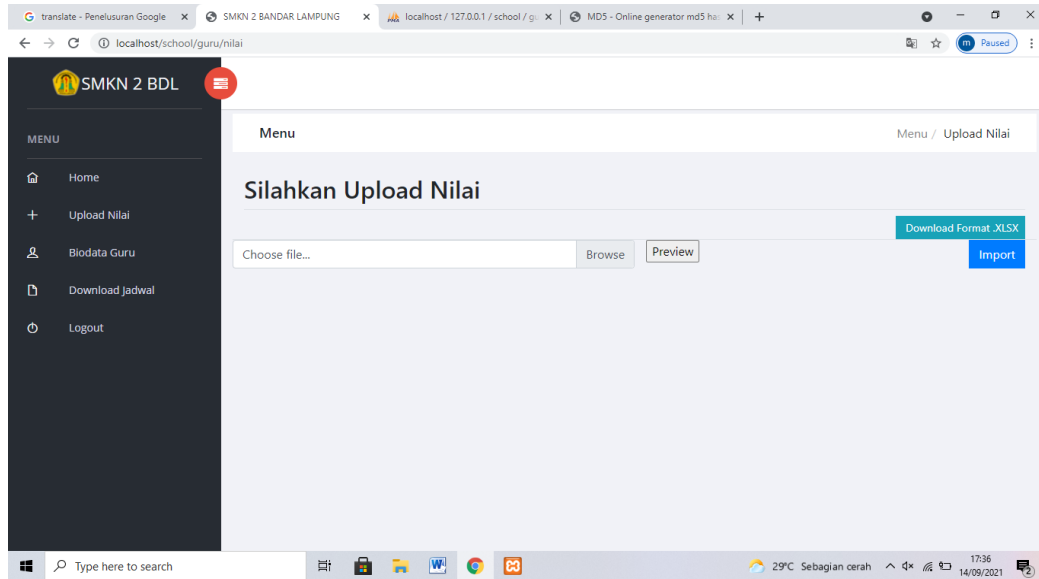 translate - Penelusuran Google
SMKN 2 BANDAR LAMPUNG
localhost / 127.0.0.1 / school / gu
MD5 - Online generator md5 has
localhost/school/guru/nilai
m Paused
SMKN 2 BDL
MENU
Home
Upload Nilai
Biodata Guru
Download Jadwal
Logout
Menu
Menu / Upload Nilai
Silahkan Upload Nilai
Download Format .XLSX
Choose file...
Browse
Preview
Import
Type here to search
29°C Sebagian cerah
17:36
14/09/2021
2